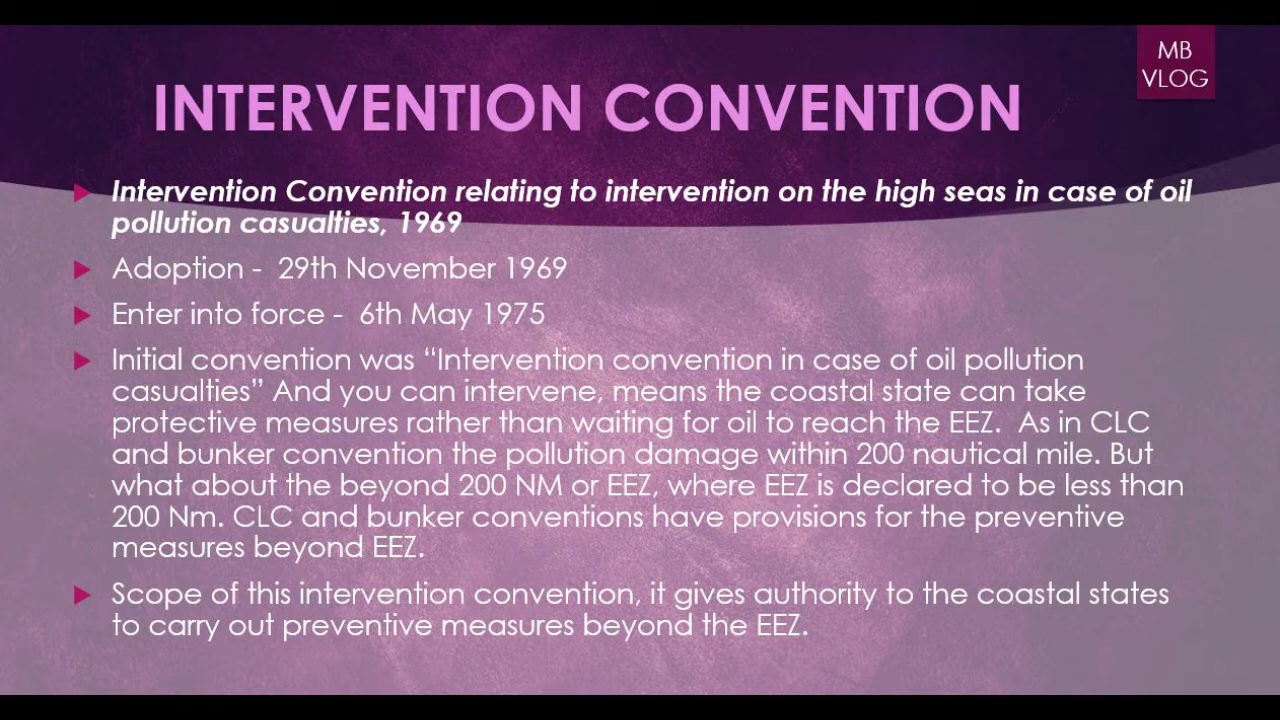 MB
VLOG
INTERVENTION CONVENTION
Intervention Convention relating to intervention on the high seas in case of oil
pollution casualties, 1969
Adoption - 29th November 1969
Enter into force - 6th May 1975
Initial convention was “Intervention convention in case of oil pollution
casualties” And you can intervene, means the coastal state can take
protective measures rather than waiting for oil to reach the EEZ. As in CLC
and bunker convention the pollution damage within 200 nautical mile. But
what about the beyond 200 NM or EEZ, where EEZ is declared to be less than
200 Nm. CLC and bunker conventions have provisions for the preventive
measures beyond EEZ.
Scope of this intervention convention, it gives authority to the coastal states
to carry out preventive measures beyond the EEZ.